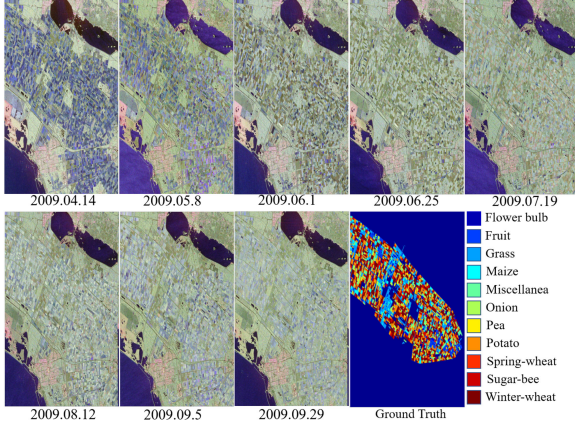 2009.04.14
2009.05.8
2009.06.1
2009.06.25
2009.07.19
Flower bulb
Fruit
Grass
Maize
Miscellanea
Onion
Pea
Potato
Spring-wheat
Sugar-bee
Winter-wheat
2009.08.12
2009.09.5
2009.09.29
Ground Truth